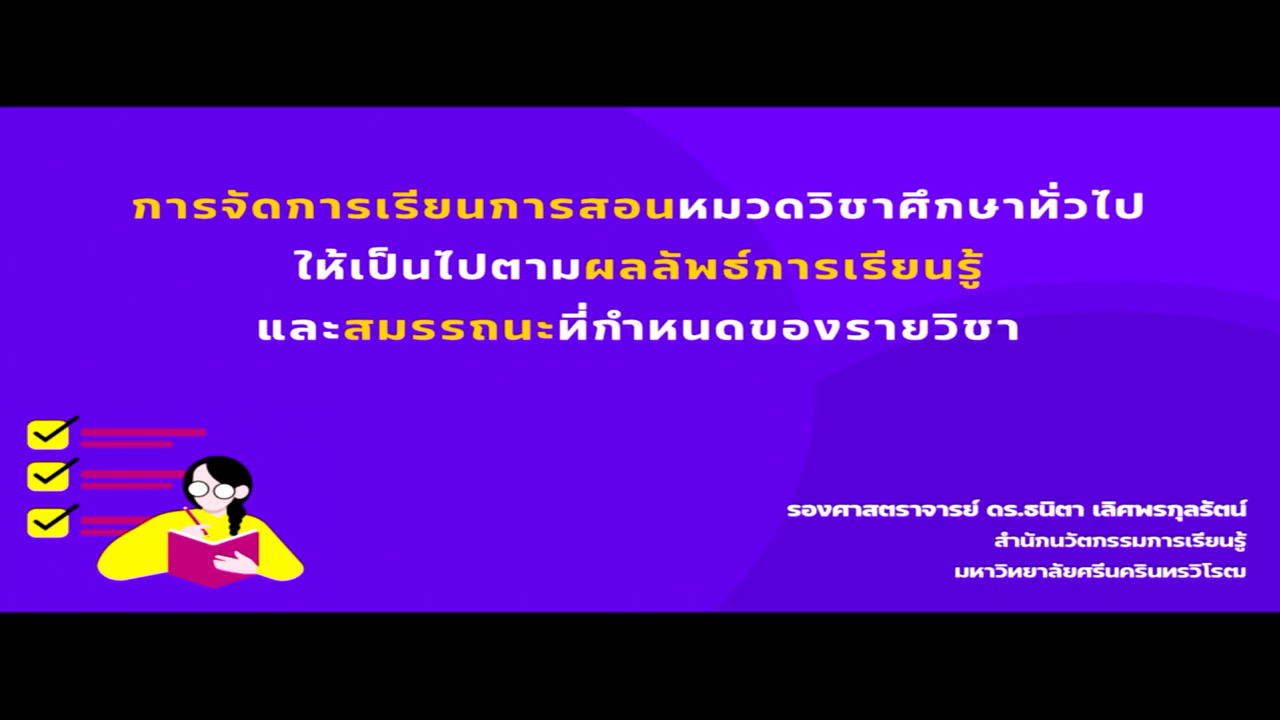 การจัดการเรียนการสอนหมวดวิชาศึกษาทั่วไป
ให้เป็นไปตามผลลัพธ์การเรียนรู้
และสมรรถนะที่กำหนดของรายวิชา
รองศาสตราจารย์ ดร.ธนิตา เลิศพรกุลรัตน์
สำนักนวัตกรรมการเรียนรู้
มหาวิทยาลัยศรีนครินทรวิโรฒ